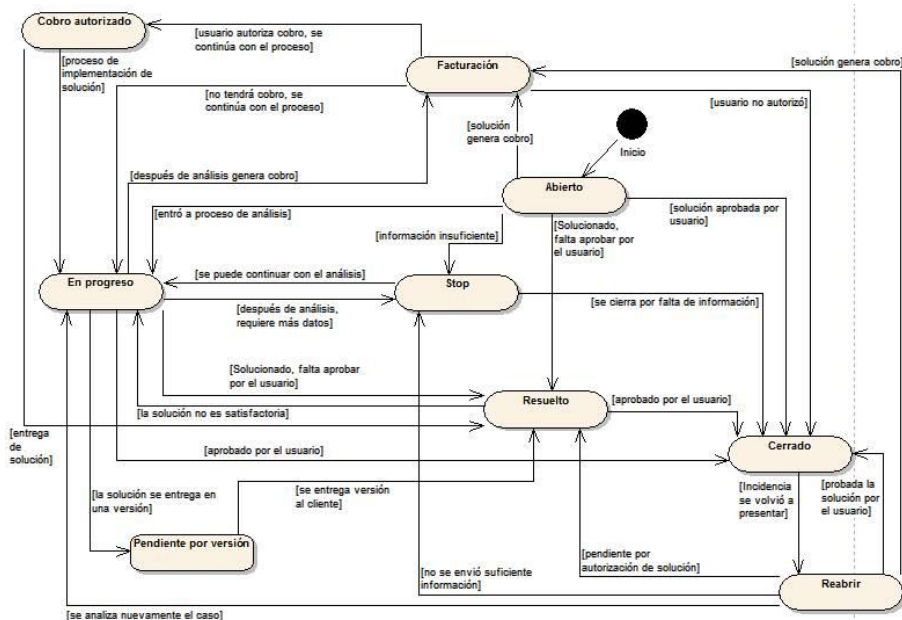 Cobro autorizado
[usuario autoriza cobro, se
continúa con el proceso]
[proceso de
implementación de
solución]
Facturación
[solución genera cobro]
[no tendrá cobro, se
continúa con el proceso]
[usuario no autorizó]
[solución
genera cobro]
Inicio
[después de análisis genera cobro]
Abierto
[entró a proceso de análisis]
[solución aprobada por
usuario]
[información insuficiente]
[Solucionado,
falta aprobar por
el usuario]
[se puede continuar con el análisis]
En progreso
Stop
[después de análisis,
requiere más datos]
[se cierra por falta de información]
[Solucionado, falta aprobar
por el usuario]
Resuelto
[aprobado por el usuario]
[la solución no es satisfactoria]
[entrega
de
solución]
[aprobado por el usuario]
Cerrado
[la solución se entrega en
una versión]
[se entrega versión
al cliente]
[Incidencia
se volvió a
presentar]
[probada la
solución por
el usuario]
Pendiente por versión
[pendiente por
autorización de solución]
[no se envió suficiente
información]
Reabrir
[se analiza nuevamente el caso]